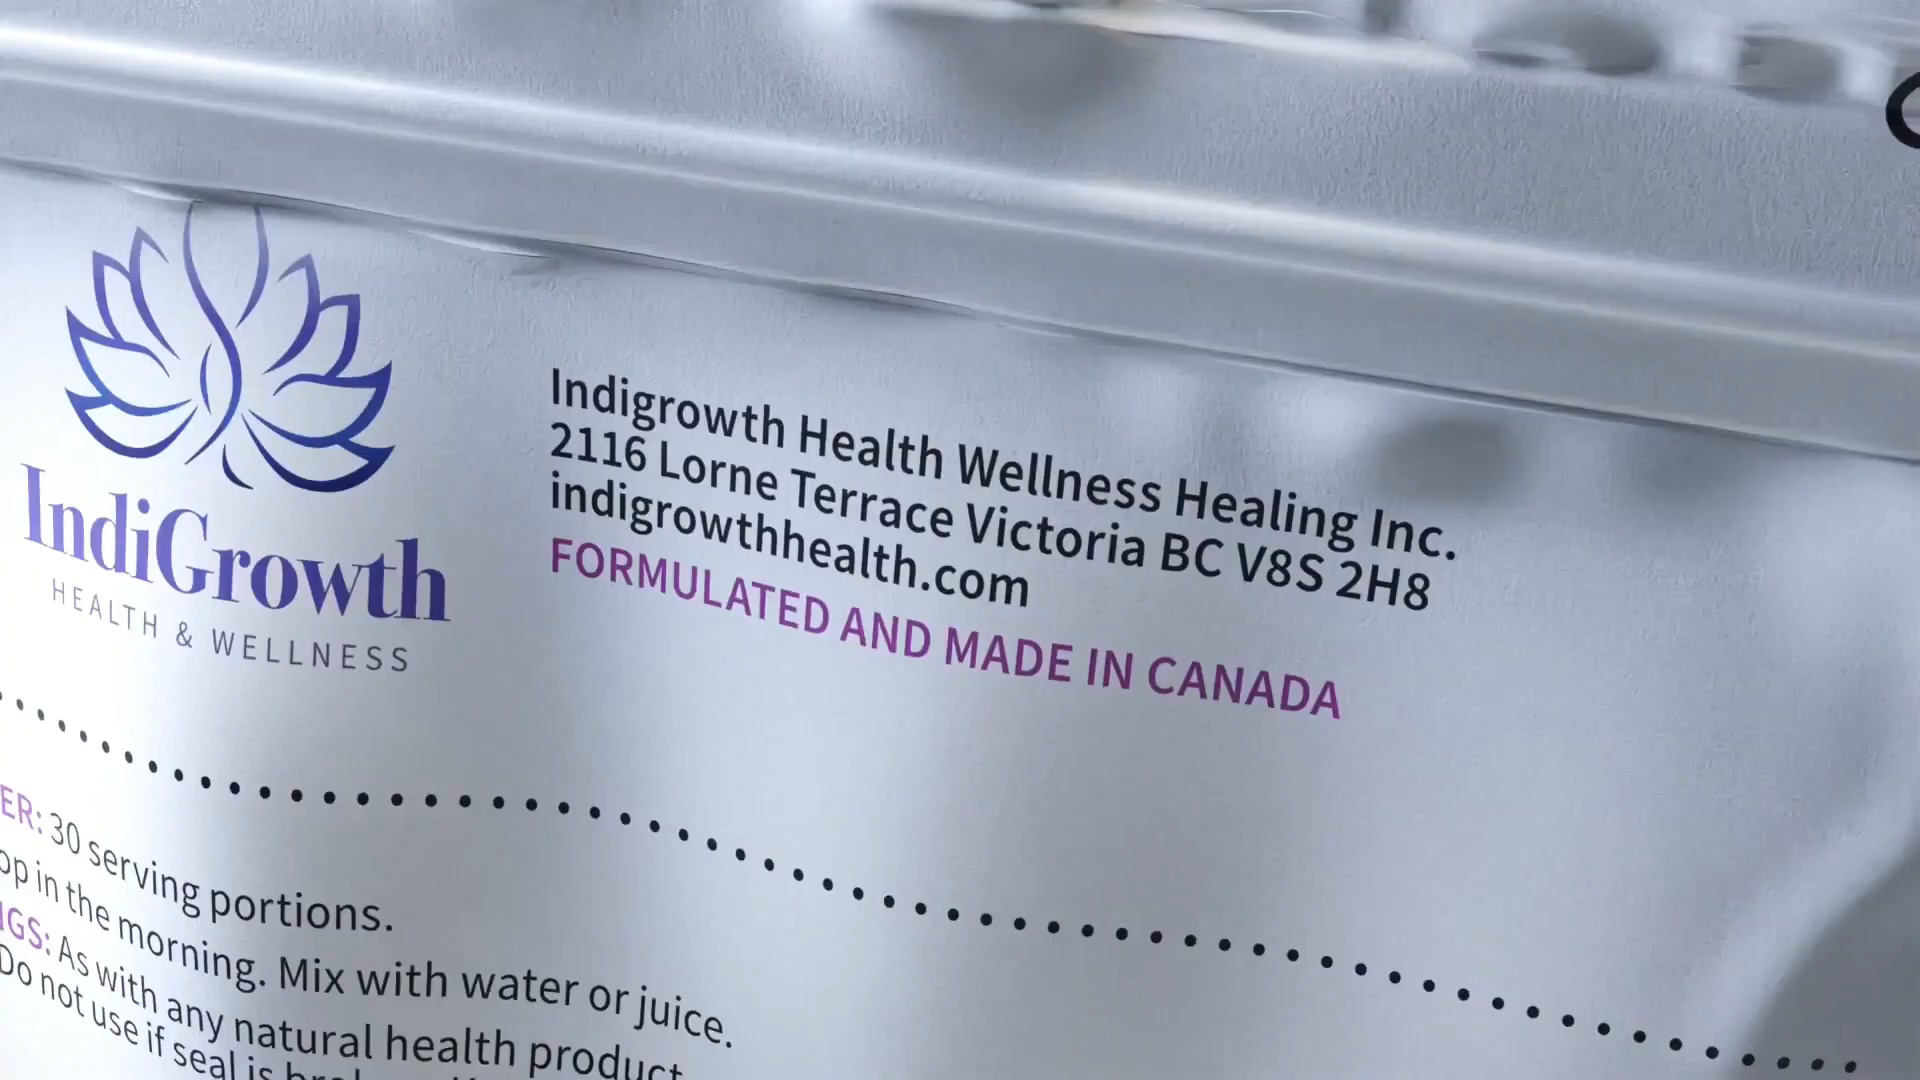 IndiGrowth
HEALTH & WELLNESS
Indigrowth Health Wellness Healing Inc.
2116 Lorne Terrace Victoria BC V8S 2H8
indigrowthhealth.com
FORMULATED AND MADE IN CANADA
ER: 30 serving portions.
op in the morning. Mix with water or juice.
NGS: As with any natural health product
Do not use if seal is